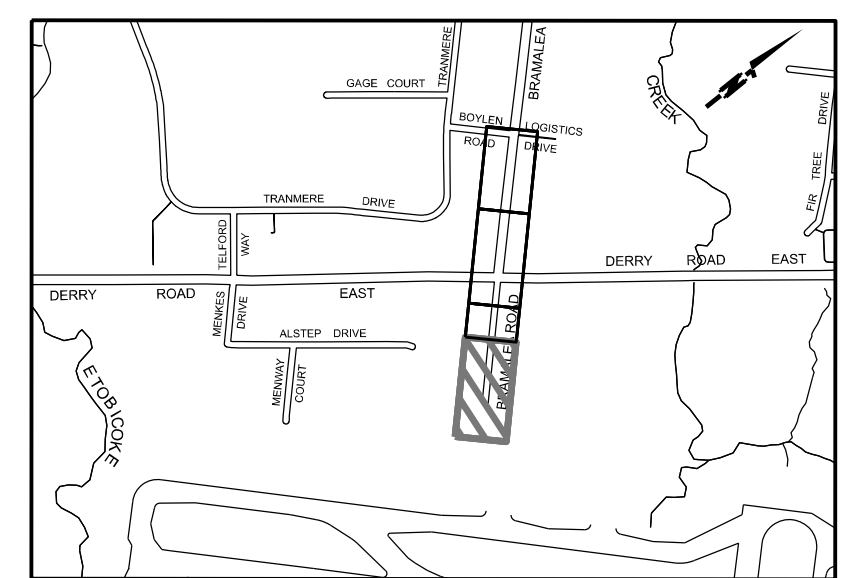 TRANMERE
BRAMALEA
GAGE COURT
CREEK
N
BOYLEN
ROAD
LOGISTICS
DRIVE
DRIVE
FIR TREE
TRANMERE DRIVE
TELFORD
WAY
DERRY ROAD EAST
DERRY ROAD EAST
MENKES
DRIVE
ALSTEP DRIVE
MENWAY
COURT
BRAMALEA ROAD
ETOBICOKE